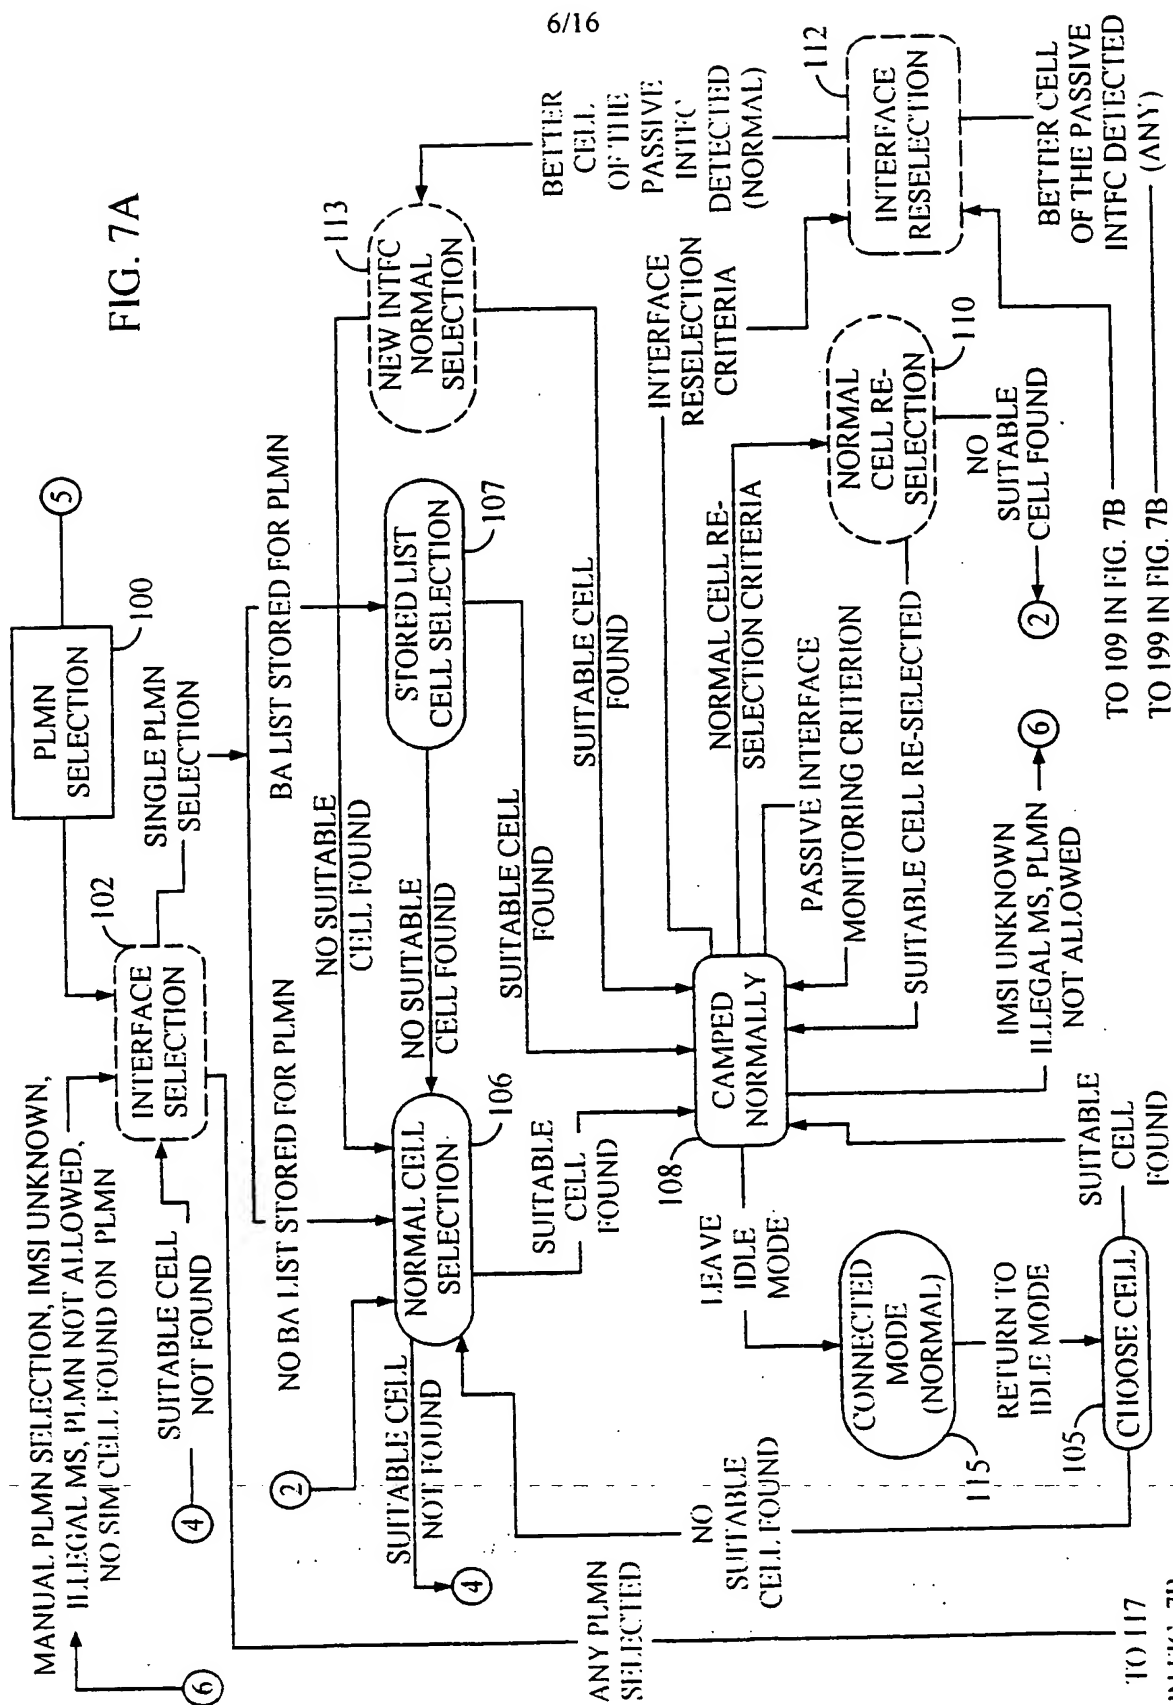 6/16
FIG. 7A
MANUAL PLMN SELECTION, IMSI UNKNOWN,
ILLEGAL MS, PLMN NOT ALLOWED,
NO SIM CELL FOUND ON PLMN
6
PLMN
SELECTION
100
5
102
INTERFACE
SELECTION
SINGLE PLMN
SELECTION
4
SUITABLE CELL
NOT FOUND
NO BA LIST STORED FOR PLMN
BA LIST STORED FOR PLMN
2
NORMAL CELL
SELECTION
106
STORED LIST
CELL SELECTION
107
NEW INTFC
NORMAL
SELECTION
113
NO SUITABLE
CELL FOUND
NO SUITABLE
CELL FOUND
SUITABLE CELL
NOT FOUND
4
SUITABLE
CELL
FOUND
SUITABLE CELL
FOUND
SUITABLE CELL
FOUND
BETTER
CELL
OF THE
PASSIVE
INTFC
DETECTED
(NORMAL)
INTERFACE
RESELECTION
CRITERIA
112
INTERFACE
RESELECTION
BETTER CELL
OF THE PASSIVE
INTFC DETECTED
(ANY)
ANY PLMN
SELECTED
NO
SUITABLE
CELL FOUND
LEAVE
IDLE
MODE
108
CAMPED
NORMALLY
NORMAL CELL RE-
SELECTION CRITERIA
NORMAL
CELL RE-
SELECTION
110
PASSIVE INTERFACE
MONITORING CRITERION
SUITABLE CELL RE-SELECTED
NO
SUITABLE
CELL FOUND
2
CONNECTED
MODE
(NORMAL)
115
RETURN TO
IDLE MODE
105
CHOOSE CELL
SUITABLE
CELL
FOUND
IMSI UNKNOWN
ILLEGAL MS, PLMN
NOT ALLOWED
6
TO 109 IN FIG. 7B
TO 199 IN FIG. 7B
TO 117